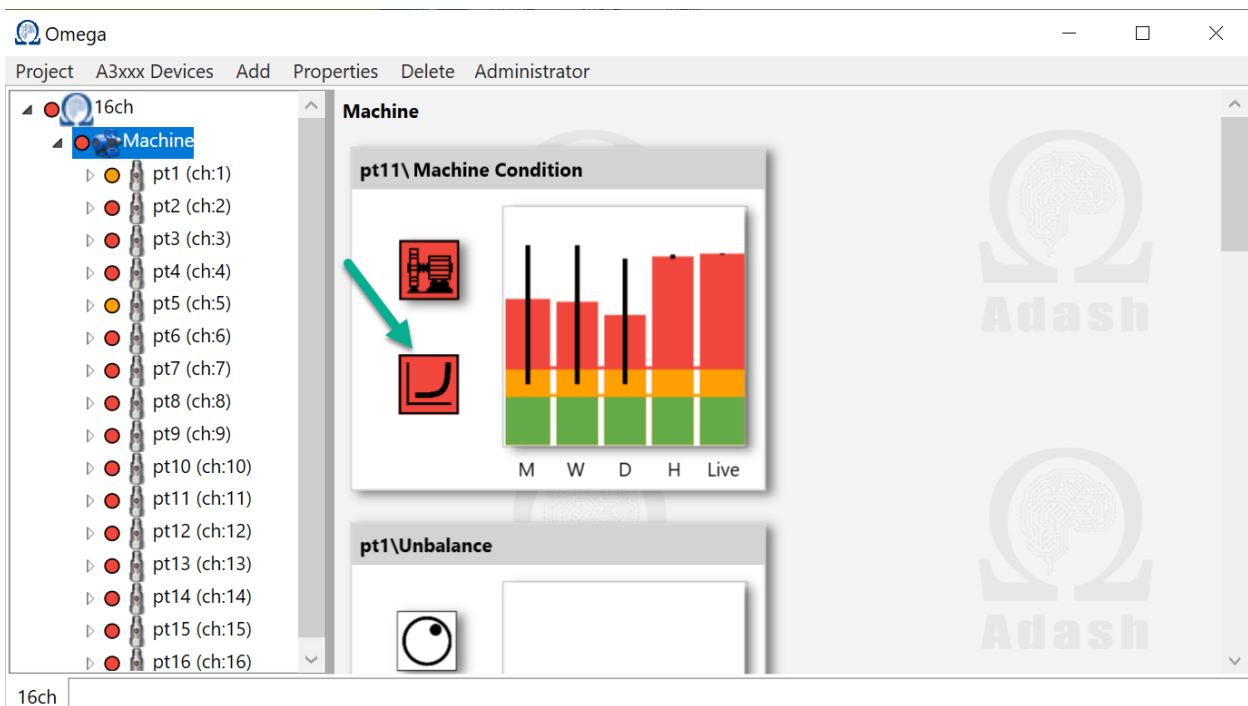 Omega
Project A3xxx Devices Add Properties Delete Administrator
16ch
Machine
pt1 (ch:1)
pt2 (ch:2)
pt3 (ch:3)
pt4 (ch:4)
pt5 (ch:5)
pt6 (ch:6)
pt7 (ch:7)
pt8 (ch:8)
pt9 (ch:9)
pt10 (ch:10)
pt11 (ch:11)
pt12 (ch:12)
pt13 (ch:13)
pt14 (ch:14)
pt15 (ch:15)
pt16 (ch:16)
Machine
pt11\ Machine Condition
M W D H Live
pt1\Unbalance
Adash
Adash
16ch